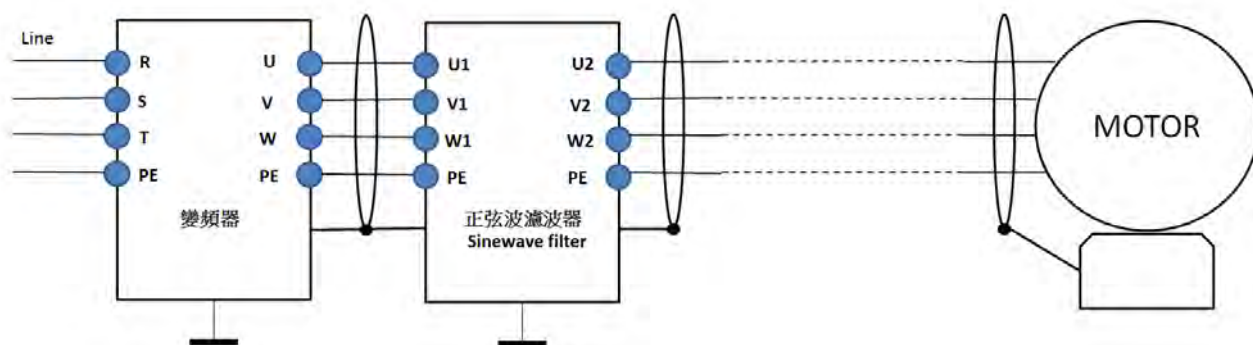 Line
R
S
T
PE
U
V
W
PE
變頻器
U1
V1
W1
PE
U2
V2
W2
PE
正弦波濾波器
Sinewave filter
MOTOR